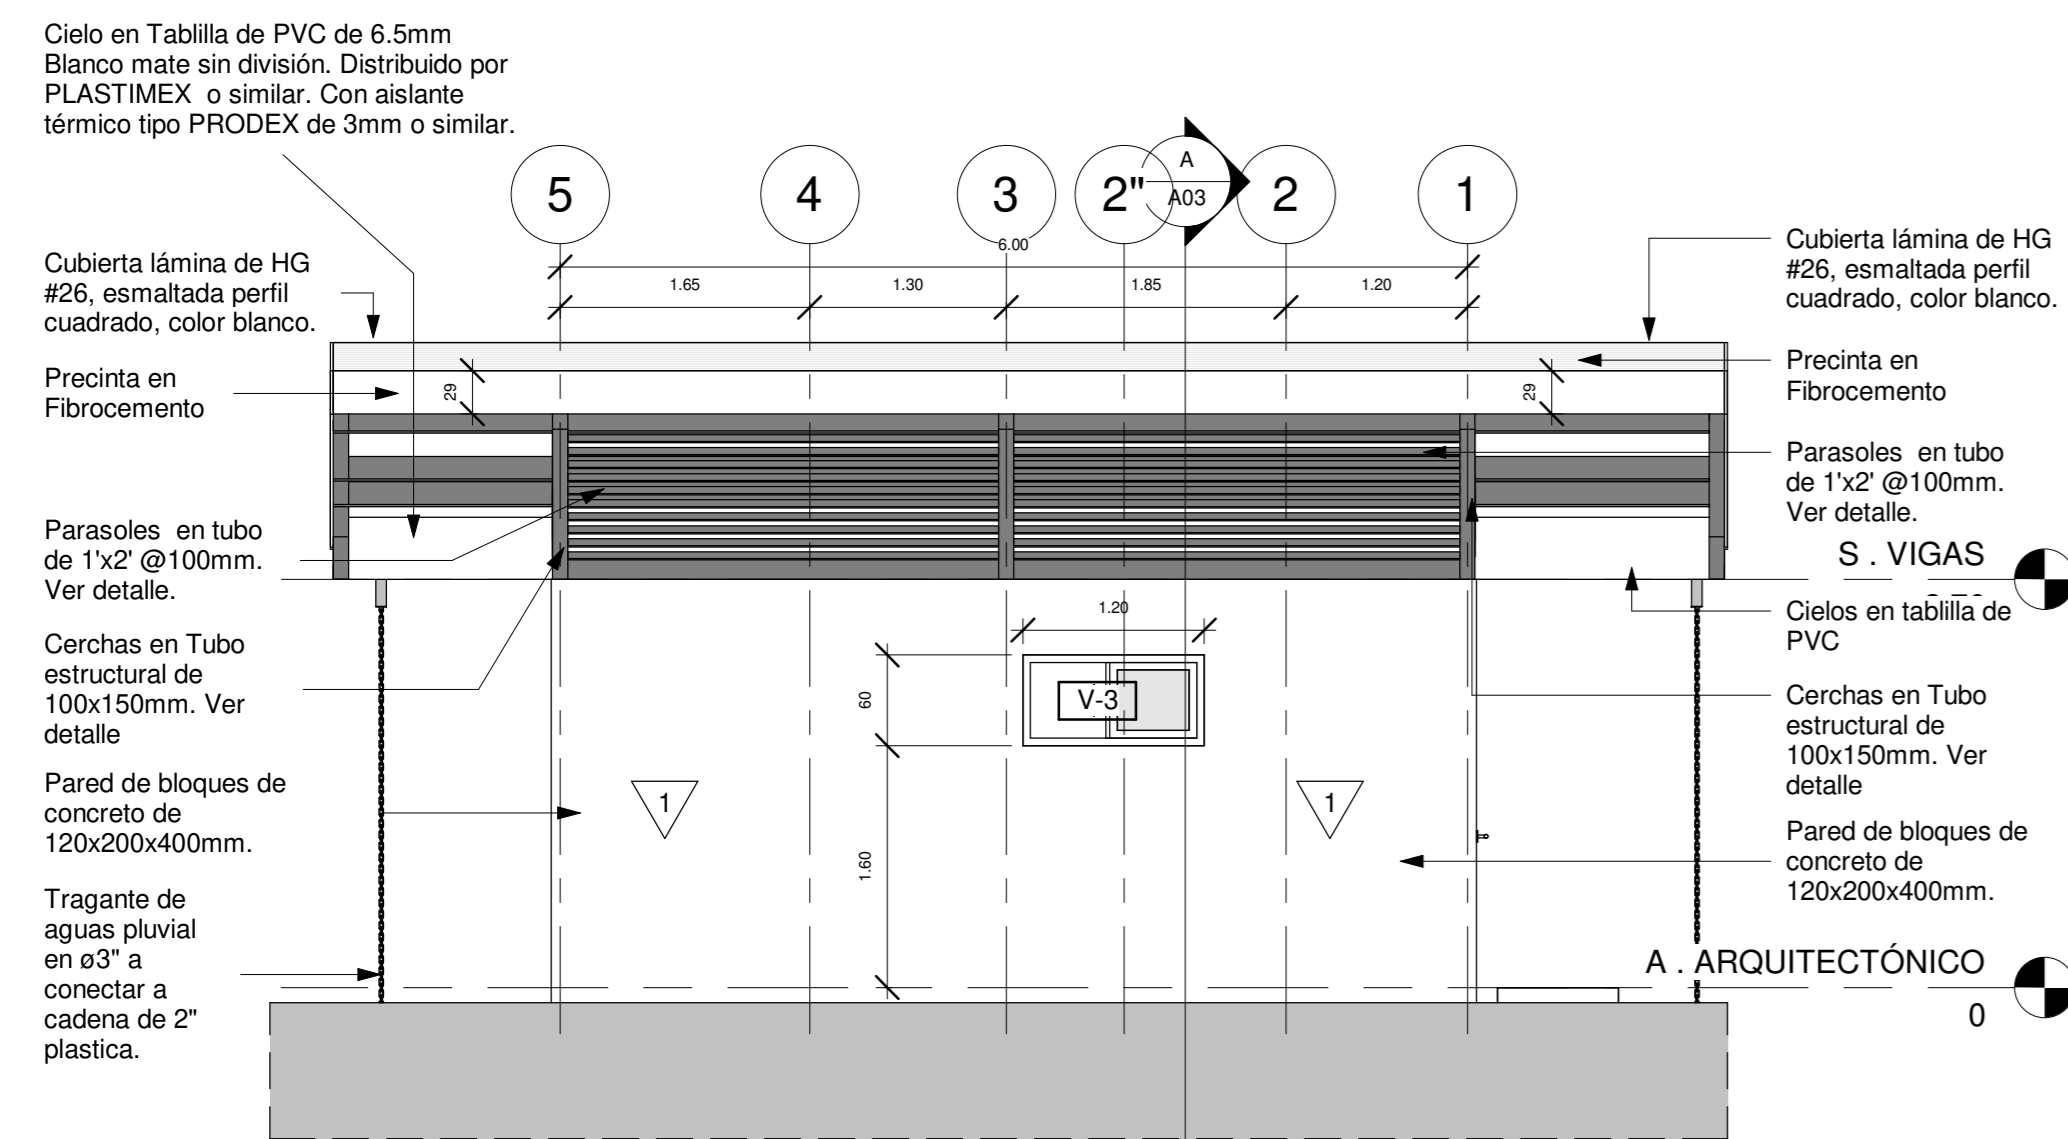 Cielo en Tablilla de PVC de 6.5mm
Blanco mate sin división. Distribuido por
PLASTIMEX o similar. Con aislante
térmico tipo PRODEX de 3mm o similar.
5
4
3
2"
A
A03
2
1
6.00
1.65
1.30
1.85
1.20
Cubierta lámina de HG
#26, esmaltada perfil
cuadrado, color blanco.
Precinta en
Fibrocemento
29
29
Parasoles en tubo
de 1'x2' @100mm.
Ver detalle.
Cerchas en Tubo
estructural de
100x150mm. Ver
detalle
Pared de bloques de
concreto de
120x200x400mm.
Tragante de
aguas pluvial
en ø3" a
conectar a
cadena de 2"
plastica.
1.20
60
V-3
1
1
1.60
Cubierta lámina de HG
#26, esmaltada perfil
cuadrado, color blanco.
Precinta en
Fibrocemento
Parasoles en tubo
de 1'x2' @100mm.
Ver detalle.
S . VIGAS
Cielos en tablilla de
PVC
Cerchas en Tubo
estructural de
100x150mm. Ver
detalle
Pared de bloques de
concreto de
120x200x400mm.
A . ARQUITECTÓNICO
0